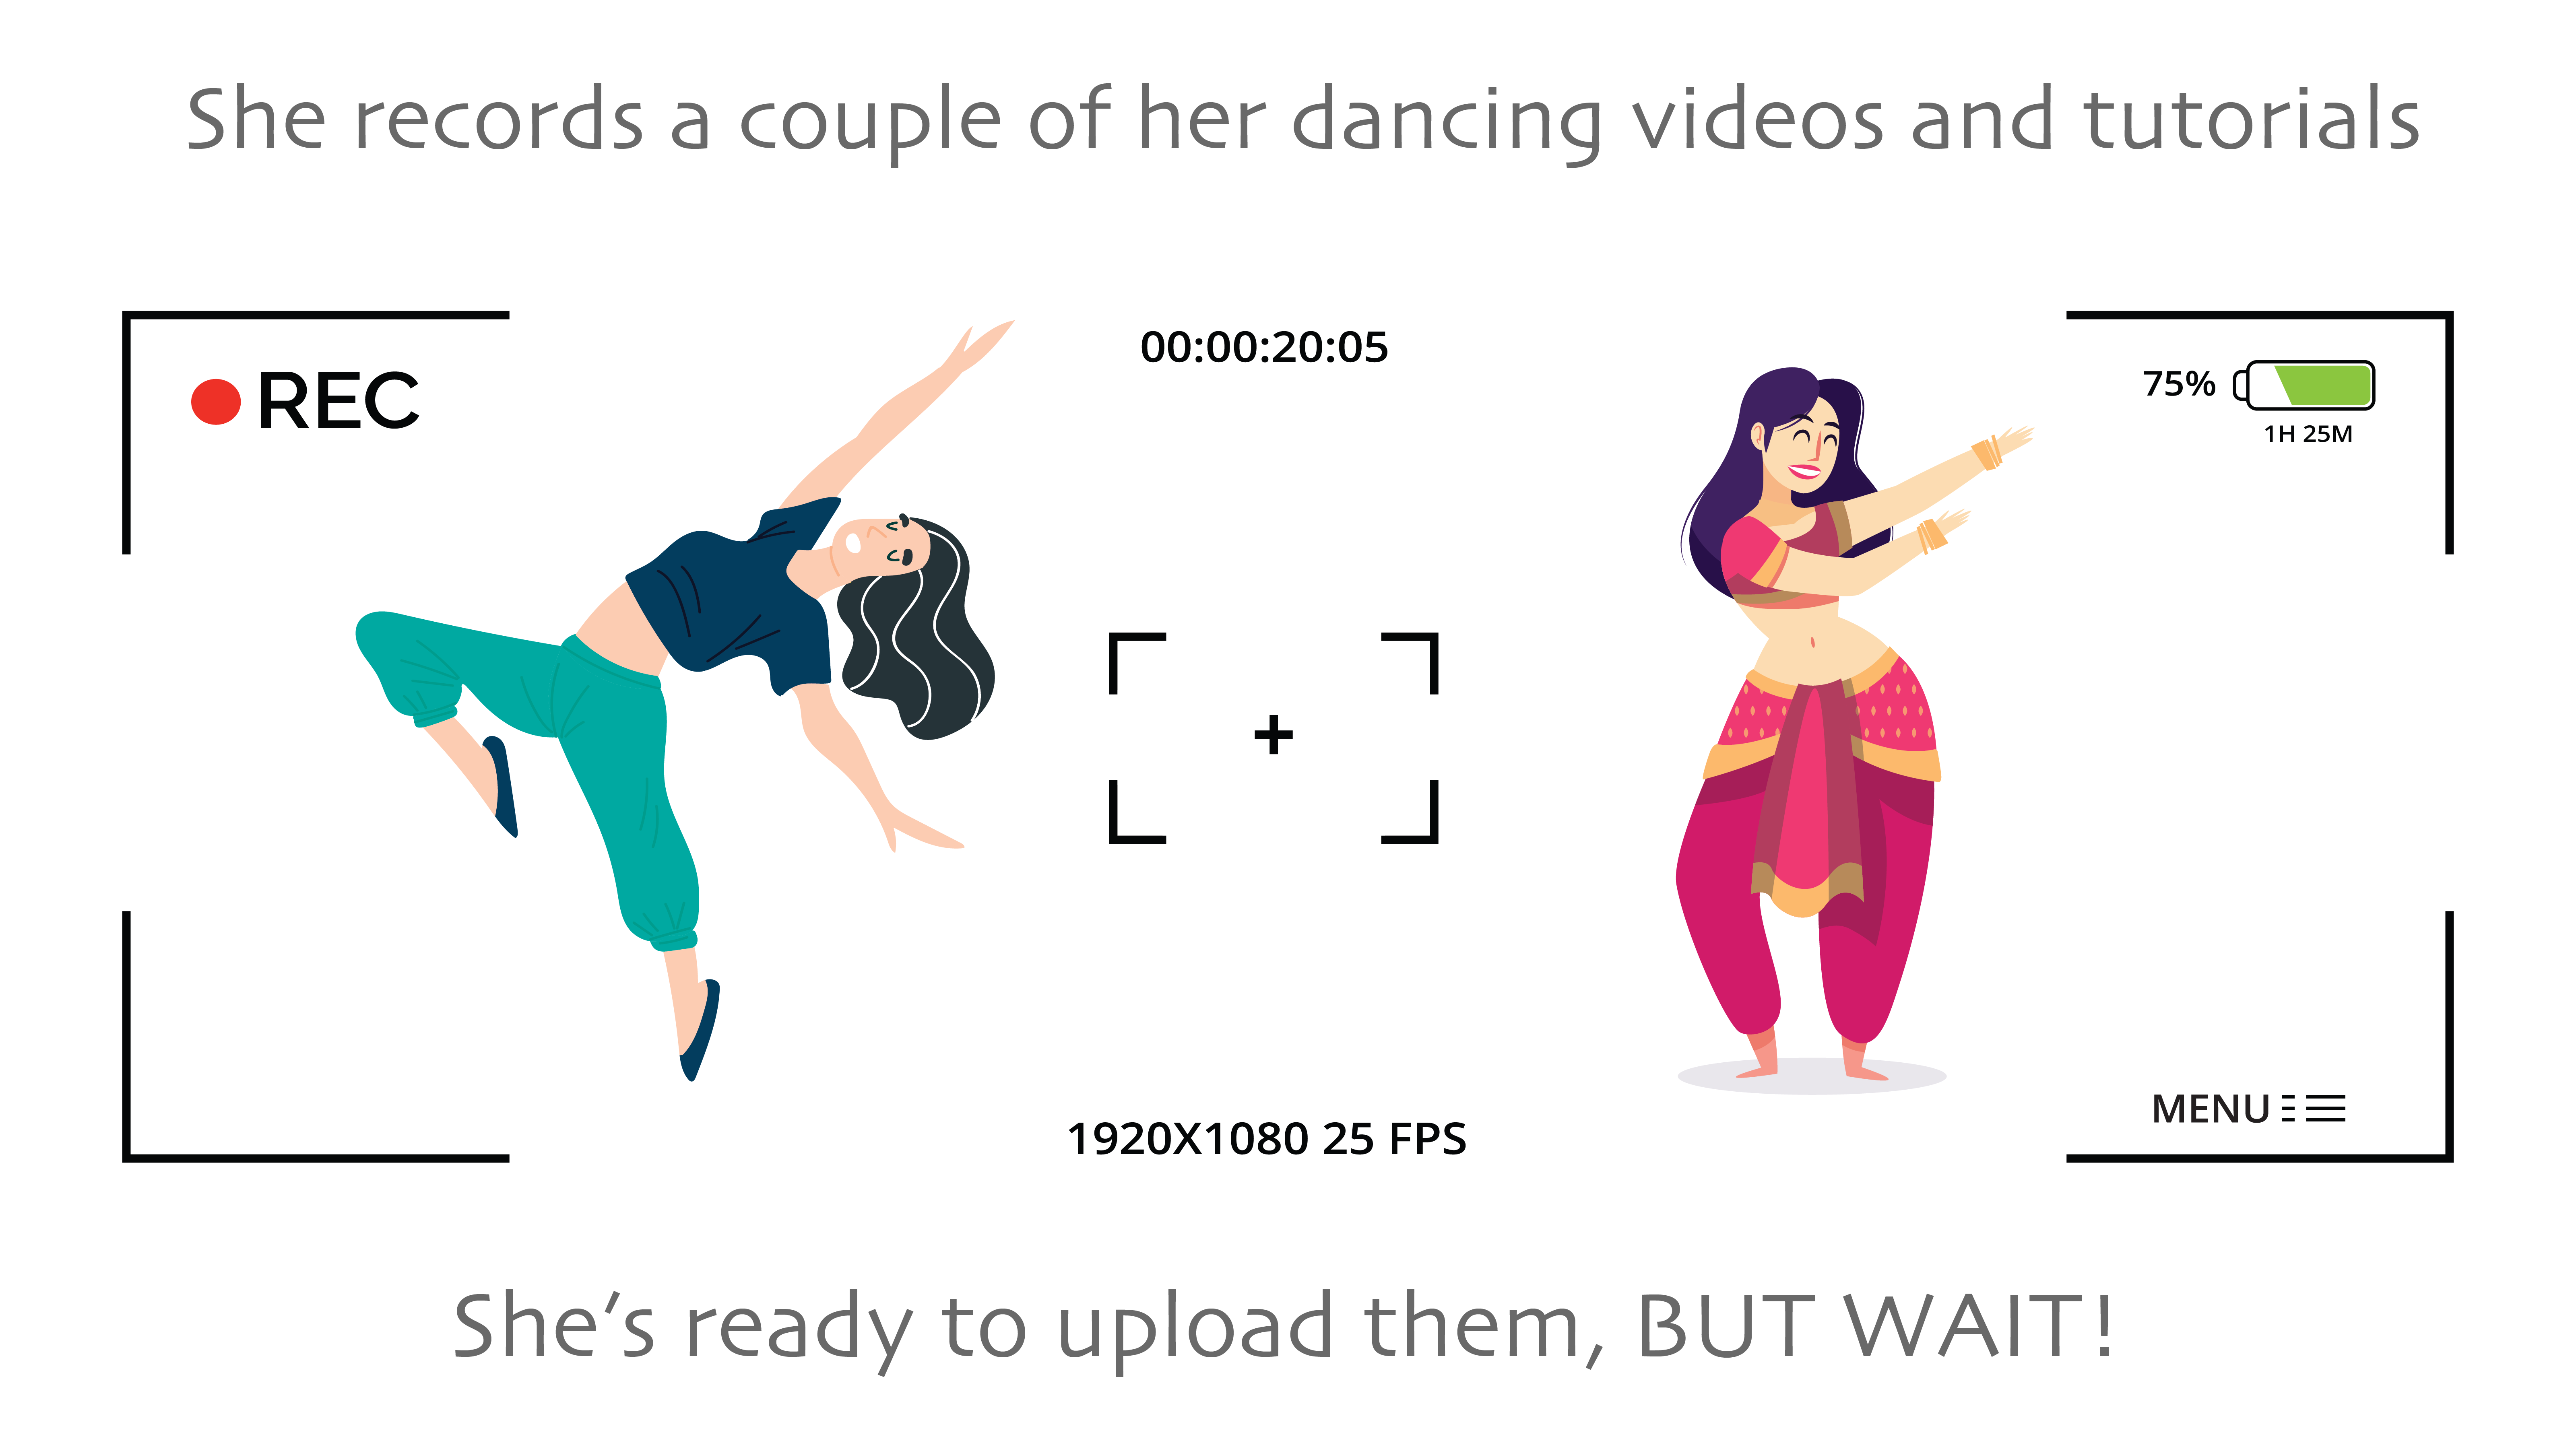 She records a couple of her dancing videos and tutorials
REC
00:00:20:05
75%
1H 25M
1920X1080 25 FPS
MENU
She's ready to upload them, BUT WAIT!